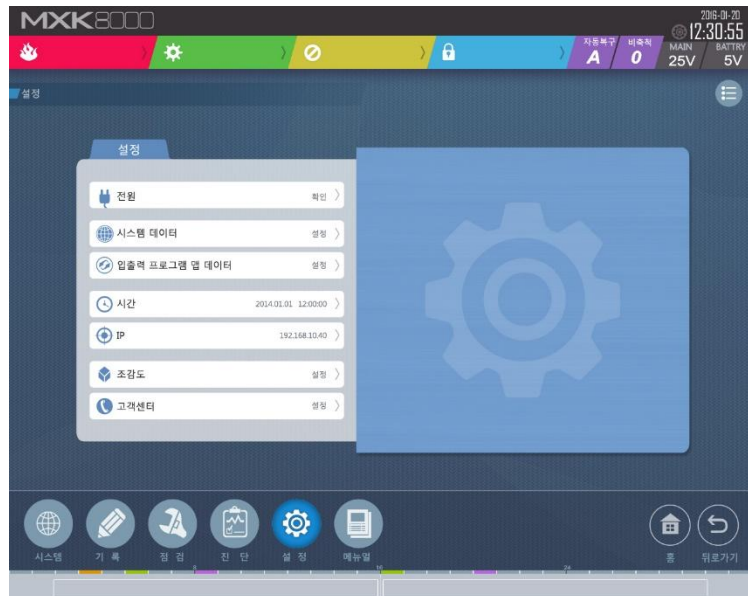 MXK8000
2016-01-20
12:30:55
자동복구 비축적 MAIN BATTRY
A 0 25V 5V
설정
설정
전원 확인
시스템 데이터 설정
입출력 프로그램 맵 데이터 설정
시간 2014.01.01 12:00:00
IP 192.168.10.40
조감도 설정
고객센터 설정
시스템 기록 점검 진단 설정 메뉴얼 홈 뒤로가기
8 16 24